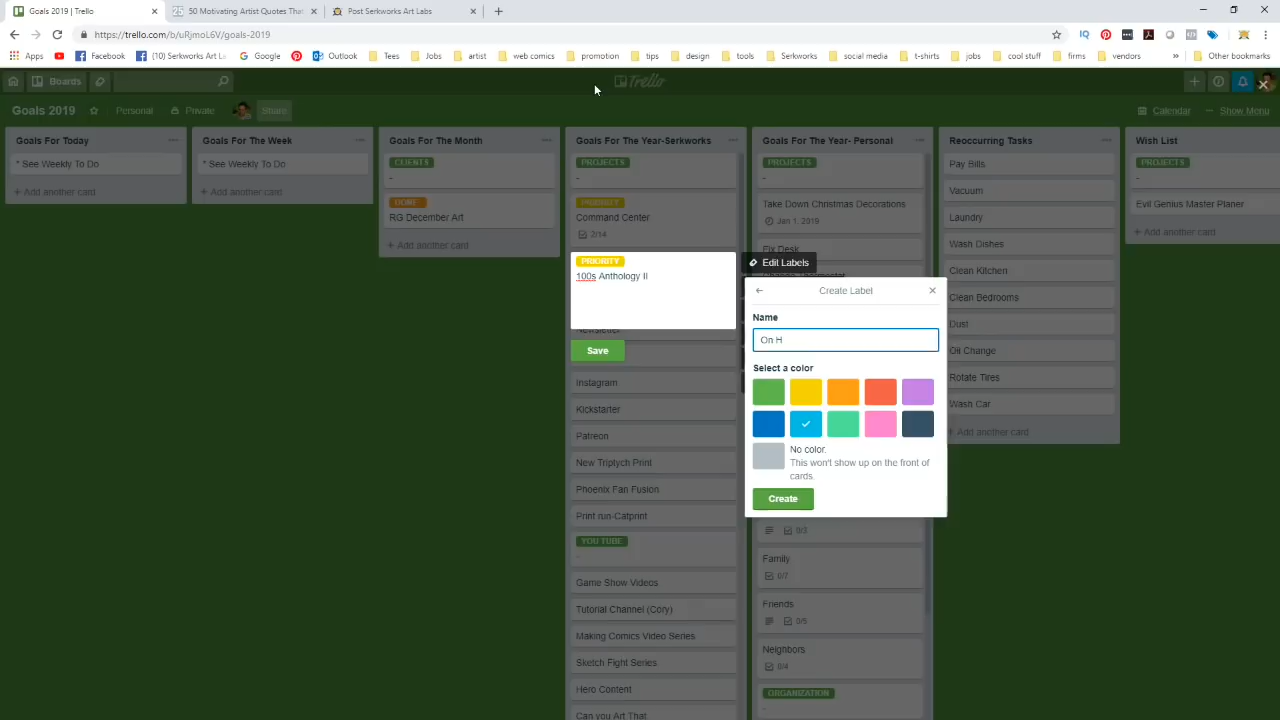 Goals 2019 | Trello
50 Motivating Artist Quotes Tha
Post Serkworks Art Labs
https://trello.com/b/uRjmoL6V/goals-2019
Apps
Facebook
(10) Serkworks Art L
Google
Outlook
Tees
Jobs
artist
web comics
promotion
tips
design
tools
Serkworks
social media
t-shirts
jobs
cool stuff
firms
vendors
»
Other bookmarks
Boards
Trello
Goals 2019
Personal
Private
Share
Calendar
Show Menu
Goals For Today
* See Weekly To Do
+ Add another card
Goals For The Week
* See Weekly To Do
+ Add another card
Goals For The Month
CLIENTS
-
DONE
RG December Art
+ Add another card
Goals For The Year-Serkworks
PROJECTS
-
PRIORITY
Command Center
2/14
PRIORITY
100s Anthology II
Newsletter
Save
Instagram
Kickstarter
Patreon
New Triptych Print
Phoenix Fan Fusion
Print run-Catprint
YOU TUBE
-
Game Show Videos
Tutorial Channel (Cory)
Making Comics Video Series
Sketch Fight Series
Hero Content
Can you Art That
Goals For The Year- Personal
PROJECTS
-
Take Down Christmas Decorations
Jan 1, 2019
Fix Desk
Edit Labels
Create Label
Name
On H
Select a color
No color.
This won't show up on the front of
cards.
Create
0/3
Family
0/7
Friends
0/5
Neighbors
0/4
ORGANIZATION
-
Reoccurring Tasks
Pay Bills
Vacuum
Laundry
Wash Dishes
Clean Kitchen
Clean Bedrooms
Dust
Oil Change
Rotate Tires
Wash Car
+ Add another card
Wish List
PROJECTS
-
Evil Genius Master Planer
+ Add another card